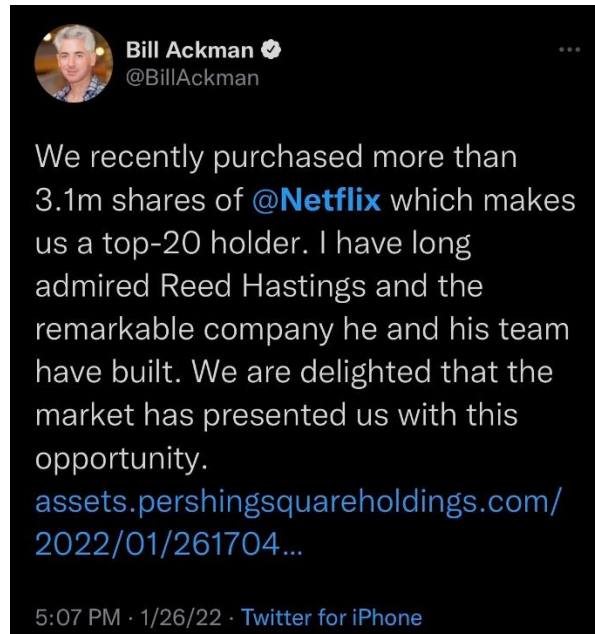 Bill Ackman
@BillAckman
We recently purchased more than
3.1m shares of @Netflix which makes
us a top-20 holder. I have long
admired Reed Hastings and the
remarkable company he and his team
have built. We are delighted that the
market has presented us with this
opportunity.
assets.pershingsquareholdings.com/
2022/01/261704...
5:07 PM · 1/26/22 · Twitter for iPhone